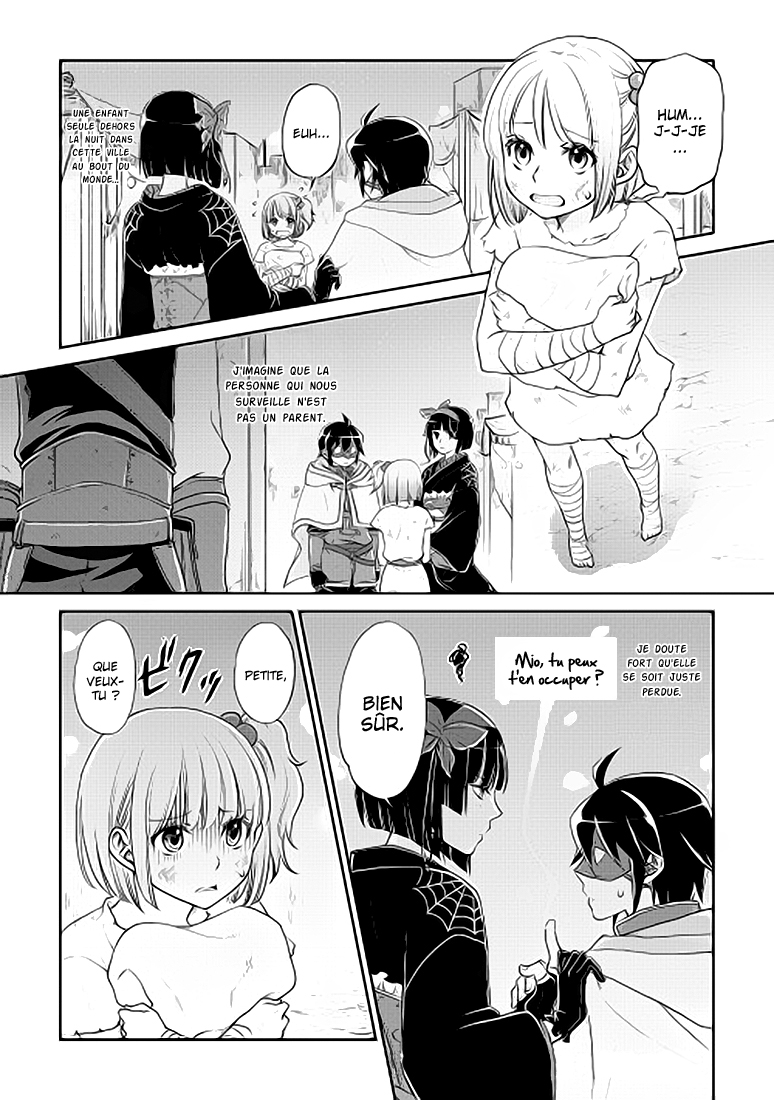 HUM...
J-J-JE
...
EUH...
UNE ENFANT
SEULE DEHORS
LA NUIT DANS
CETTE VILLE
AU BOUT DU
MONDE...
J'IMAGINE QUE LA
PERSONNE QUI NOUS
SURVEILLE N'EST
PAS UN PARENT.
JE DOUTE
FORT QU'ELLE
SE SOIT JUSTE
PERDUE.
Mio, tu peux
t'en occuper ?
BIEN
SÛR.
PETITE,
ビクッ
QUE
VEUX-
TU ?